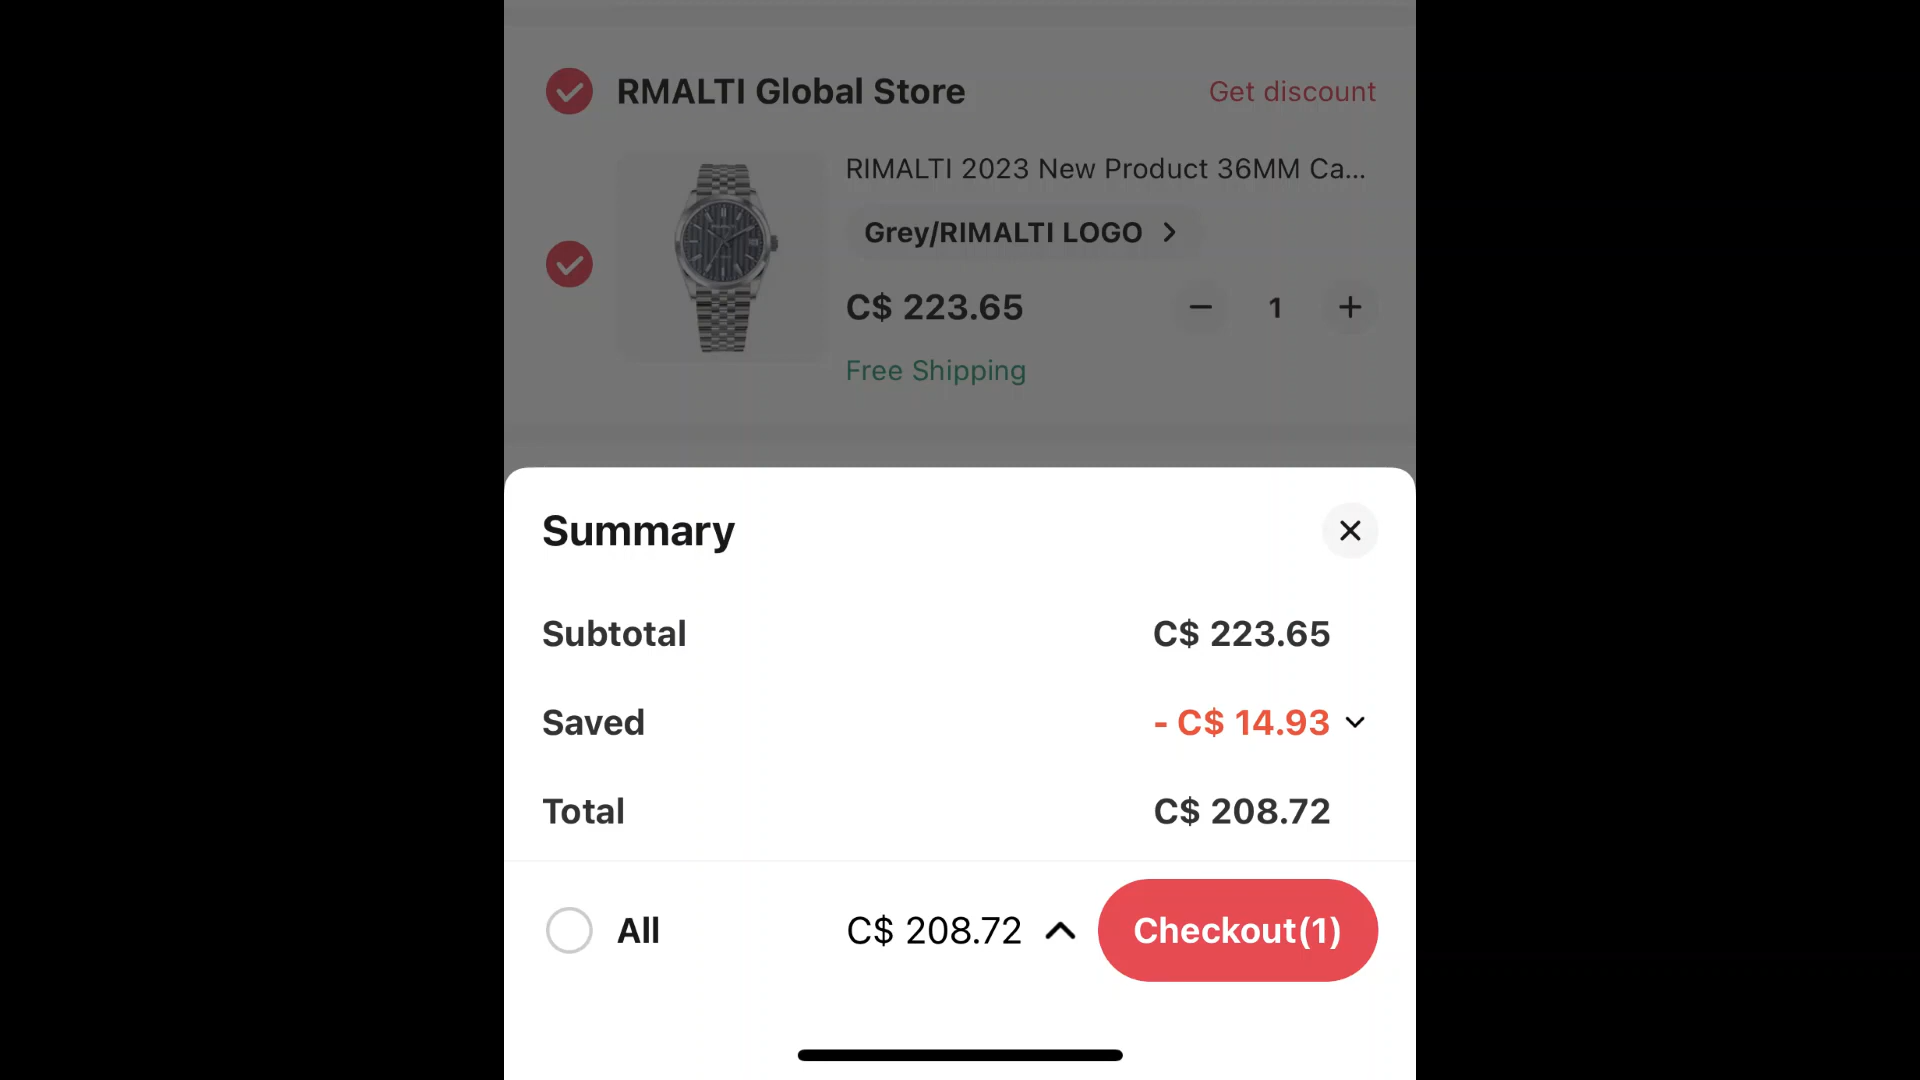 RMALTI Global Store
Get discount
RIMALTI 2023 New Product 36MM Ca...
Grey/RIMALTI LOGO
C$ 223.65
1
Free Shipping
Summary
Subtotal
C$ 223.65
Saved
- C$ 14.93
Total
C$ 208.72
All
C$ 208.72
Checkout(1)